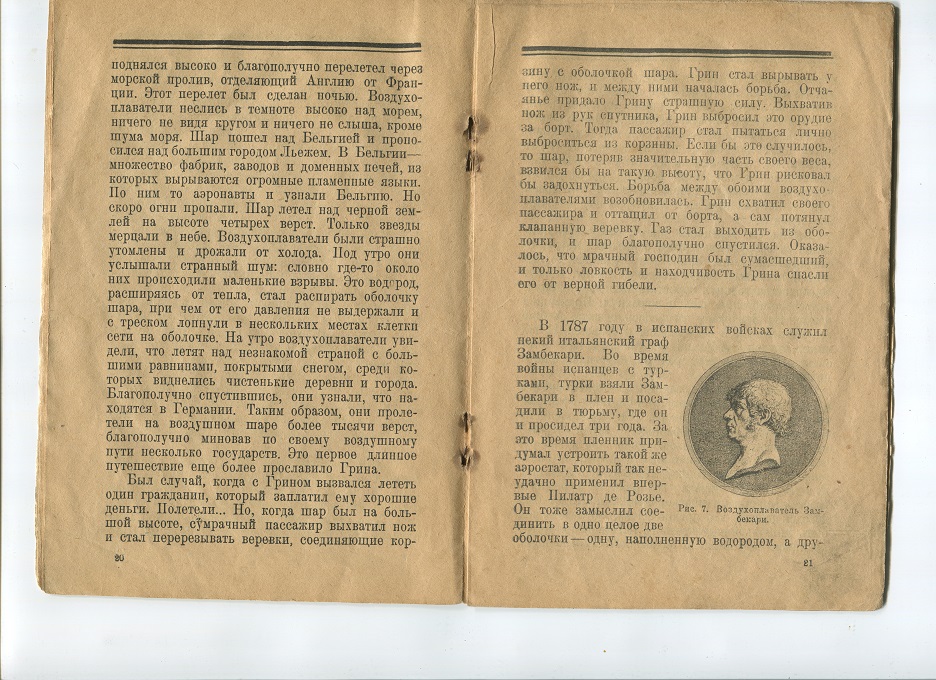 поднялся высоко и благополучно перелетел через
морской пролив, отделяющий Англию от Фран-
ции. Этот перелет был сделан ночью. Воздухо-
плаватели неслись в темноте высоко над морем,
ничего не видя кругом и ничего не слыша, кроме
шума моря. Шар пошел над Бельгией и проно-
сился над большим городом Льежем. В Бельгии—
множество фабрик, заводов и доменных печей, из
которых вырываются огромные пламенные языки.
По ним то аэронавты и узнали Бельгию. Но
скоро огни пропали. Шар летел над черной зем-
лей на высоте четырех верст. Только звезды
мерцали в небе. Воздухоплаватели были страшно
утомлены и дрожали от холода. Под утро они
услыхали странный шум: словно где-то около
них происходили маленькие взрывы. Это водород,
расширяясь от тепла, стал распирать оболочку
шара, при чем от его давления не выдержали и
с треском лопнули в нескольких местах клетки
сети на оболочке. На утро воздухоплаватели уви-
дели, что летят над незнакомой страной с боль-
шими равнинами, покрытыми снегом, среди ко-
торых виднелись чистенькие деревни и города.
Благополучно спустившись, они узнали, что на-
ходятся в Германии. Таким образом, они проле-
тели на воздушном шаре более тысячи верст,
благополучно миновав по своему воздушному
пути несколько государств. Это первое длинное
путешествие еще более прославило Грина.
Был случай, когда с Грином вызвался лететь
один гражданин, который заплатил ему хорошие
деньги. Полетели... Но, когда шар был на боль-
шой высоте, сумрачный пассажир выхватил нож
и стал перерезывать веревки, соединяющие кор-
20
зину с оболочкой шара. Грин стал вырывать у
него нож, и между ними началась борьба. Отча-
янье придало Грину страшную силу. Выхватив
нож из рук спутника, Грин выбросил это орудие
за борт. Тогда пассажир стал пытаться лично
выброситься из корзины. Если бы это случилось,
то шар, потеряв значительную часть своего веса,
взвился бы на такую высоту, что Грин рисковал
бы задохнуться. Борьба между обоими воздухо-
плавателями возобновилась. Грин схватил своего
пассажира и оттащил от борта, а сам потянул
клапанную веревку. Газ стал выходить из обо-
лочки, и шар благополучно спустился. Оказа-
лось, что мрачный господин был сумасшедший,
и только ловкость и находчивость Грина спасли
его от верной гибели.
В 1787 году в испанских войсках служил
некий итальянский граф
Замбекари. Во время
войны испанцев с тур-
ками, турки взяли Зам-
бекари в плен и поса-
дили в тюрьму, где он
и просидел три года. За
это время пленник при-
думал устроить такой же
аэростат, который так не-
удачно применил впер-
вые Пилатр де Розье.
Он тоже замыслил сое-
динить в одно целое две
оболочки—одну, наполненную водородом, а дру-
Рис. 7. Воздухоплаватель Зам-
бекари.
21